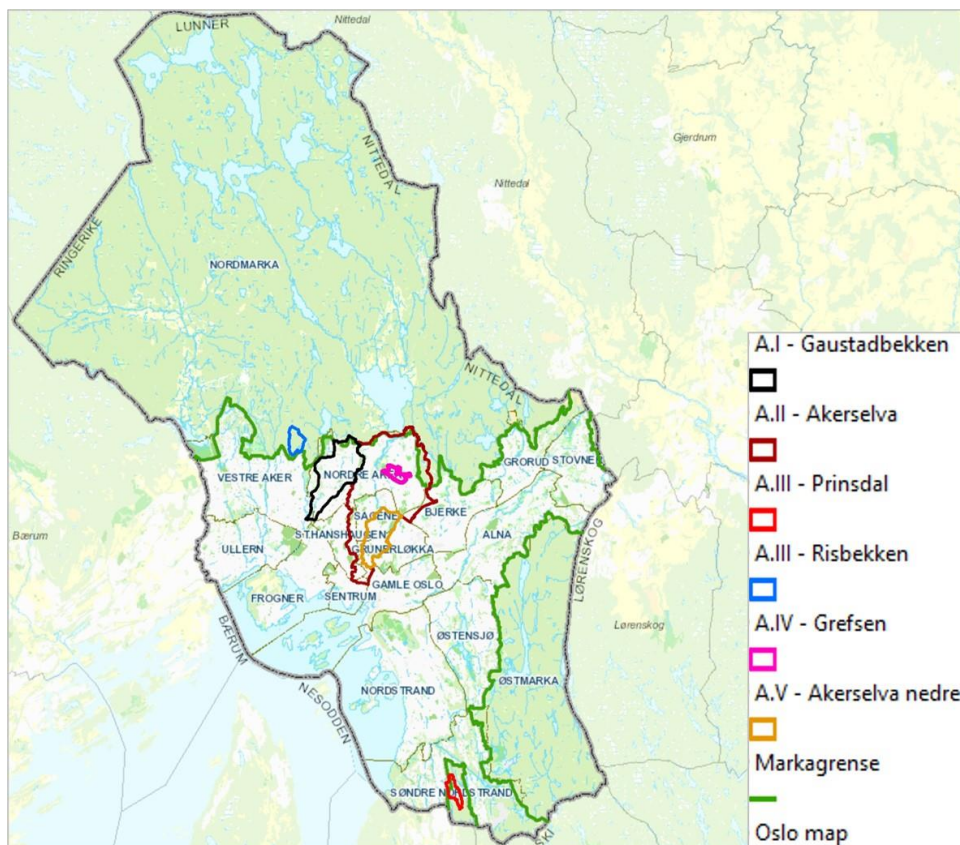 LUNNER
Nittedal
NITTEDAL
Gjerdrum
Nittedal
RINGERIKE
NORDMARKA
NITTEDAL
GRORUD
STOVNER
VESTRE AKER
NORDRE
SAGENE
BJERKE
ALNA
ST.HANSHAUGEN
GRÜNERLØKKA
ULLERN
Bærum
GAMLE OSLO
FROGNER
SENTRUM
LØRENSKOG
Lørenskog
ØSTENSJØ
BÆRUM
NESODDEN
NORDSTRAND
ØSTMARKA
SØNDRE NORDSTRAND
A.I - Gaustadbekken
A.II - Akerselva
A.III - Prinsdal
A.III - Risbekken
A.IV - Grefsen
A.V - Akerselva nedre
Markagrense
Oslo map